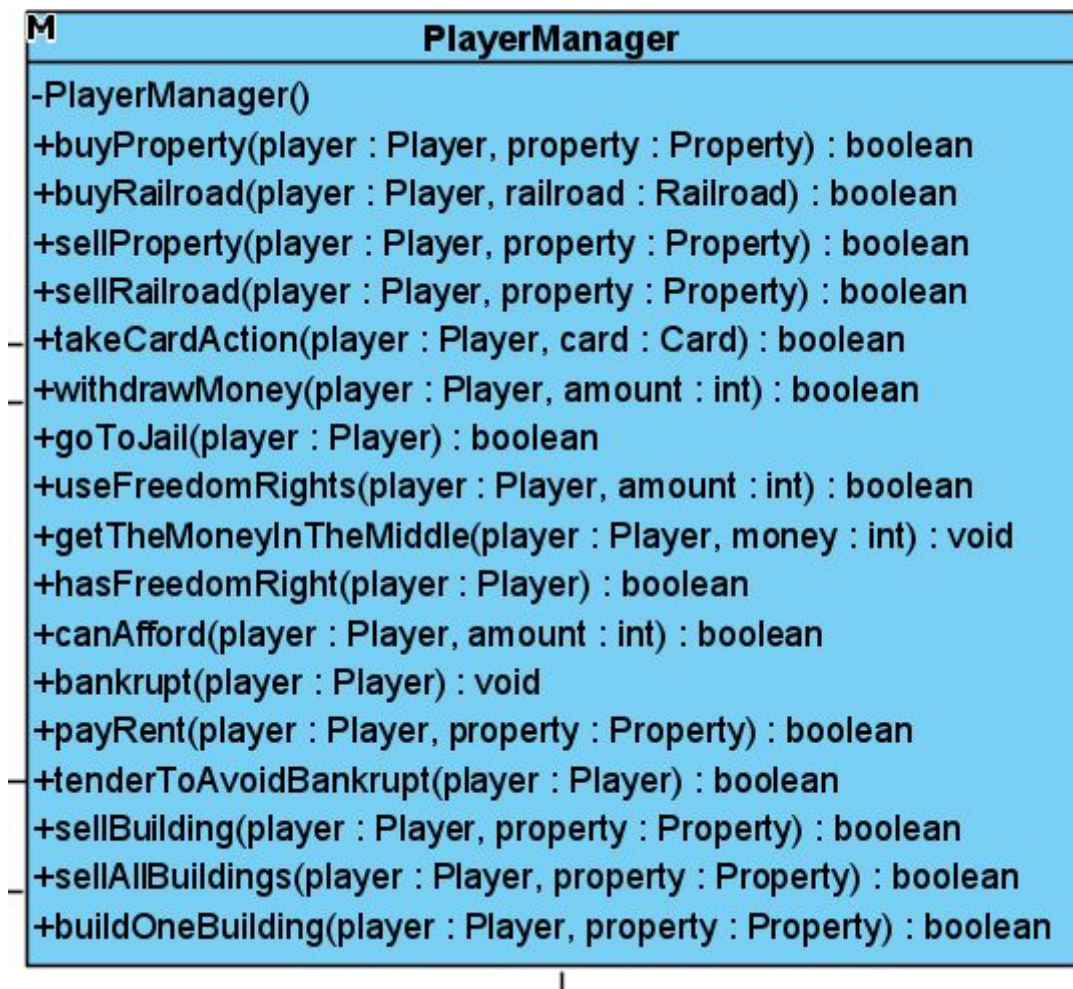 M
PlayerManager
-PlayerManager()
+buyProperty(player : Player, property : Property) : boolean
+buyRailroad(player : Player, railroad : Railroad) : boolean
+sellProperty(player : Player, property : Property) : boolean
+sellRailroad(player : Player, property : Property) : boolean
+takeCardAction(player : Player, card : Card) : boolean
+withdrawMoney(player : Player, amount : int) : boolean
+goToJail(player : Player) : boolean
+useFreedomRights(player : Player, amount : int) : boolean
+getTheMoneyInTheMiddle(player : Player, money : int) : void
+hasFreedomRight(player : Player) : boolean
+canAfford(player : Player, amount : int) : boolean
+bankrupt(player : Player) : void
+payRent(player : Player, property : Property) : boolean
+tenderToAvoidBankrupt(player : Player) : boolean
+sellBuilding(player : Player, property : Property) : boolean
+sellAllBuildings(player : Player, property : Property) : boolean
+buildOneBuilding(player : Player, property : Property) : boolean